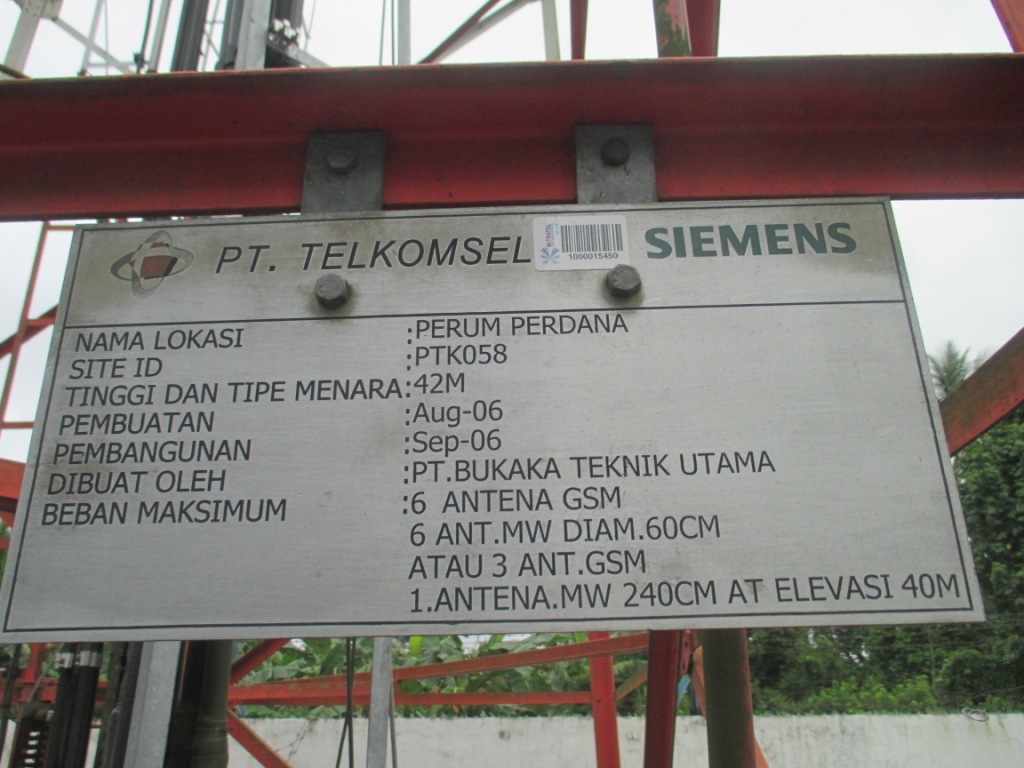 PT. TELKOMSEL
1000015450
SIEMENS
NAMA LOKASI :PERUM PERDANA
SITE ID :PTK058
TINGGI DAN TIPE MENARA:42M
PEMBUATAN :Aug-06
PEMBANGUNAN :Sep-06
DIBUAT OLEH :PT.BUKAKA TEKNIK UTAMA
BEBAN MAKSIMUM :6 ANTENA GSM
6 ANT.MW DIAM.60CM
ATAU 3 ANT.GSM
1.ANTENA.MW 240CM AT ELEVASI 40M